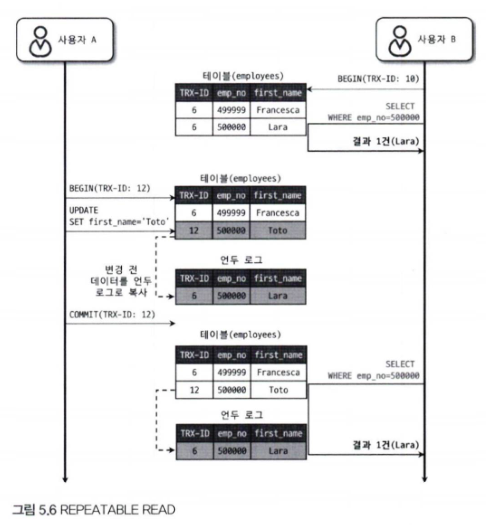 사용자 A
사용자 B
테이블(employees)
BEGIN(TRX-ID: 10)
TRX-ID emp_no first_name
6 499999 Francesca
6 500000 Lara
SELECT
WHERE emp_no=500000
결과 1건(Lara)
BEGIN(TRX-ID: 12)
테이블(employees)
TRX-ID emp_no first_name
6 499999 Francesca
12 500000 Toto
UPDATE
SET first_name='Toto'
변경 전
데이터를 언두
로그로 복사
언두 로그
TRX-ID emp_no first_name
6 500000 Lara
COMMIT(TRX-ID: 12)
테이블(employees)
TRX-ID emp_no first_name
6 499999 Francesca
12 500000 Toto
SELECT
WHERE emp_no=500000
언두 로그
TRX-ID emp_no first_name
6 500000 Lara
결과 1건(Lara)
그림 5.6 REPEATABLE READ